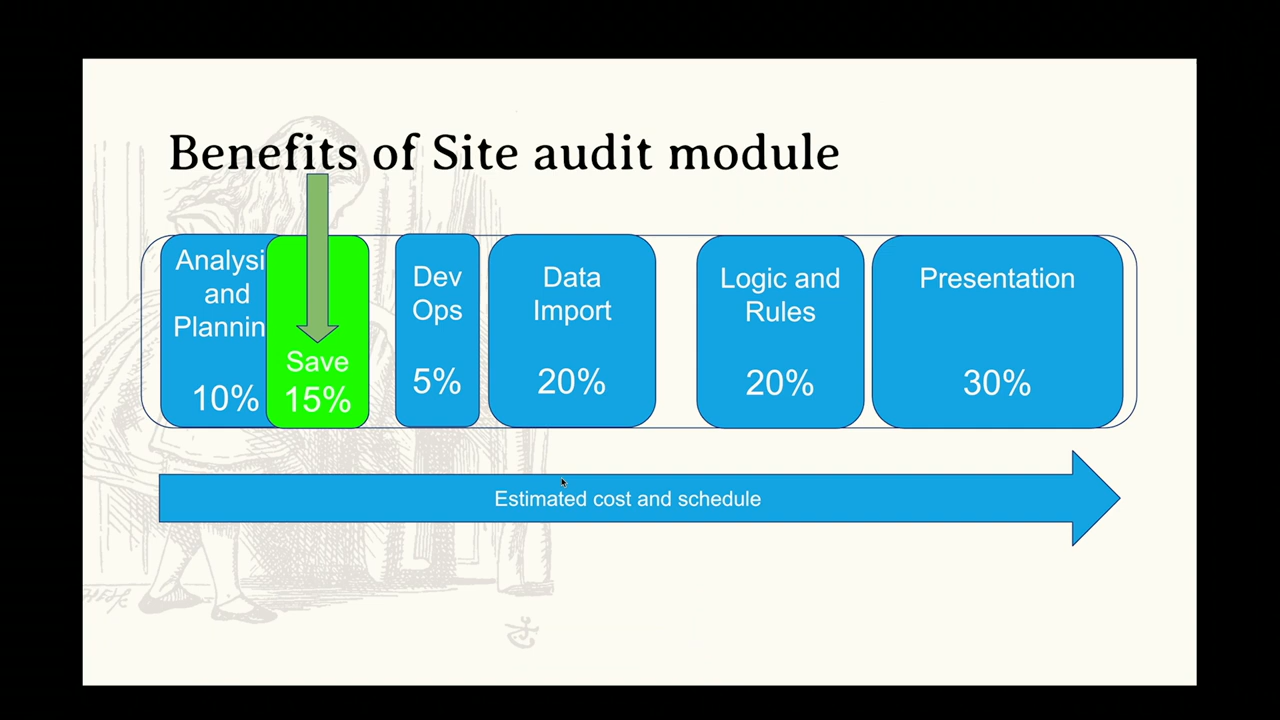 Benefits of Site audit module
Analysi
and
Plannin
10%
Save
15%
Dev
Ops
5%
Data
Import
20%
Logic and
Rules
20%
Presentation
30%
Estimated cost and schedule